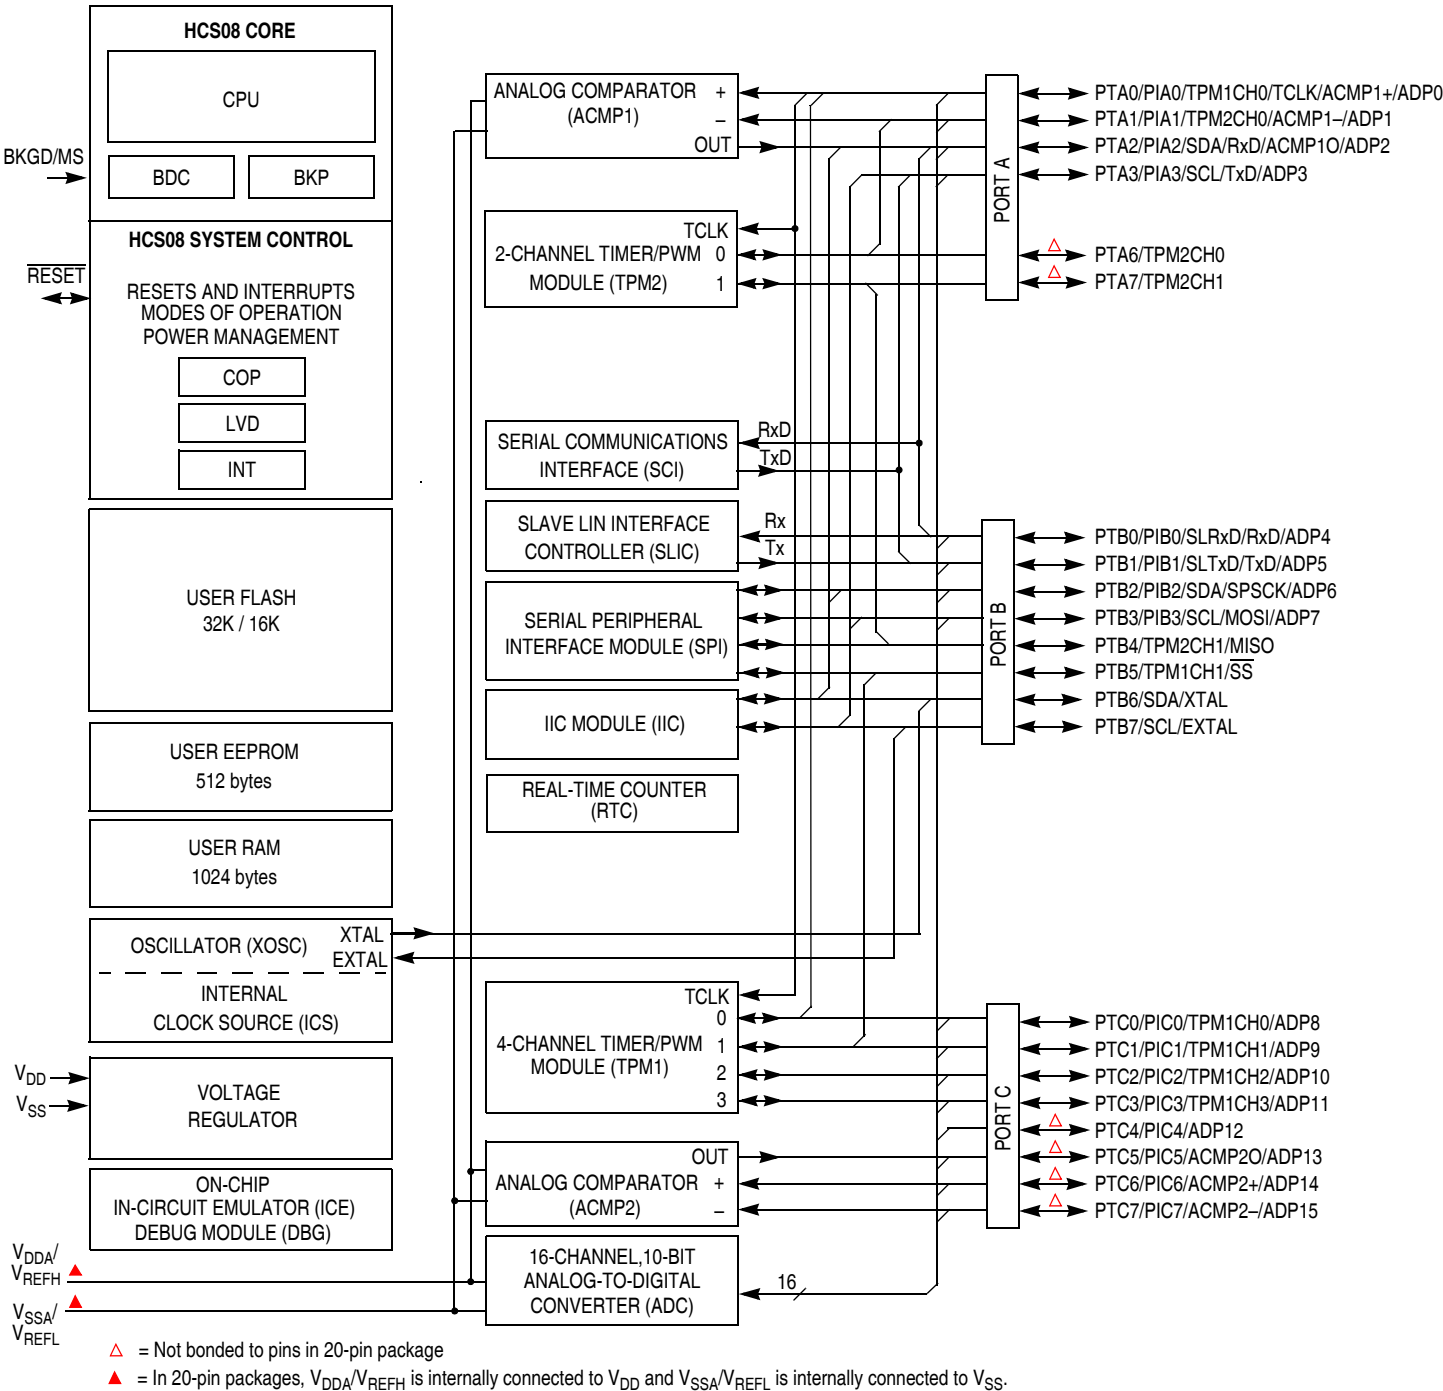 HCS08 CORE
CPU
BDC
BKP
BKGD/MS
HCS08 SYSTEM CONTROL
RESET
RESETS AND INTERRUPTS
MODES OF OPERATION
POWER MANAGEMENT
COP
LVD
INT
USER FLASH
32K / 16K
USER EEPROM
512 bytes
USER RAM
1024 bytes
OSCILLATOR (XOSC)
XTAL
EXTAL
INTERNAL
CLOCK SOURCE (ICS)
VDD
VSS
VOLTAGE
REGULATOR
ON-CHIP
IN-CIRCUIT EMULATOR (ICE)
DEBUG MODULE (DBG)
VDDA/
VREFH
VSSA/
VREFL
ANALOG COMPARATOR
(ACMP1)
+
–
OUT
TCLK
2-CHANNEL TIMER/PWM 0
MODULE (TPM2) 1
SERIAL COMMUNICATIONS
INTERFACE (SCI)
RxD
TxD
SLAVE LIN INTERFACE
CONTROLLER (SLIC)
Rx
Tx
SERIAL PERIPHERAL
INTERFACE MODULE (SPI)
IIC MODULE (IIC)
REAL-TIME COUNTER
(RTC)
TCLK
0
4-CHANNEL TIMER/PWM 1
MODULE (TPM1)
2
3
OUT
ANALOG COMPARATOR +
(ACMP2) –
16-CHANNEL,10-BIT
ANALOG-TO-DIGITAL
CONVERTER (ADC)
16
PORT A
PTA0/PIA0/TPM1CH0/TCLK/ACMP1+/ADP0
PTA1/PIA1/TPM2CH0/ACMP1–/ADP1
PTA2/PIA2/SDA/RxD/ACMP1O/ADP2
PTA3/PIA3/SCL/TxD/ADP3
PTA6/TPM2CH0
PTA7/TPM2CH1
PORT B
PTB0/PIB0/SLRxD/RxD/ADP4
PTB1/PIB1/SLTxD/TxD/ADP5
PTB2/PIB2/SDA/SPSCK/ADP6
PTB3/PIB3/SCL/MOSI/ADP7
PTB4/TPM2CH1/MISO
PTB5/TPM1CH1/SS
PTB6/SDA/XTAL
PTB7/SCL/EXTAL
PORT C
PTC0/PIC0/TPM1CH0/ADP8
PTC1/PIC1/TPM1CH1/ADP9
PTC2/PIC2/TPM1CH2/ADP10
PTC3/PIC3/TPM1CH3/ADP11
PTC4/PIC4/ADP12
PTC5/PIC5/ACMP2O/ADP13
PTC6/PIC6/ACMP2+/ADP14
PTC7/PIC7/ACMP2–/ADP15
△ = Not bonded to pins in 20-pin package
▲ = In 20-pin packages, VDDA/VREFH is internally connected to VDD and VSSA/VREFL is internally connected to VSS.